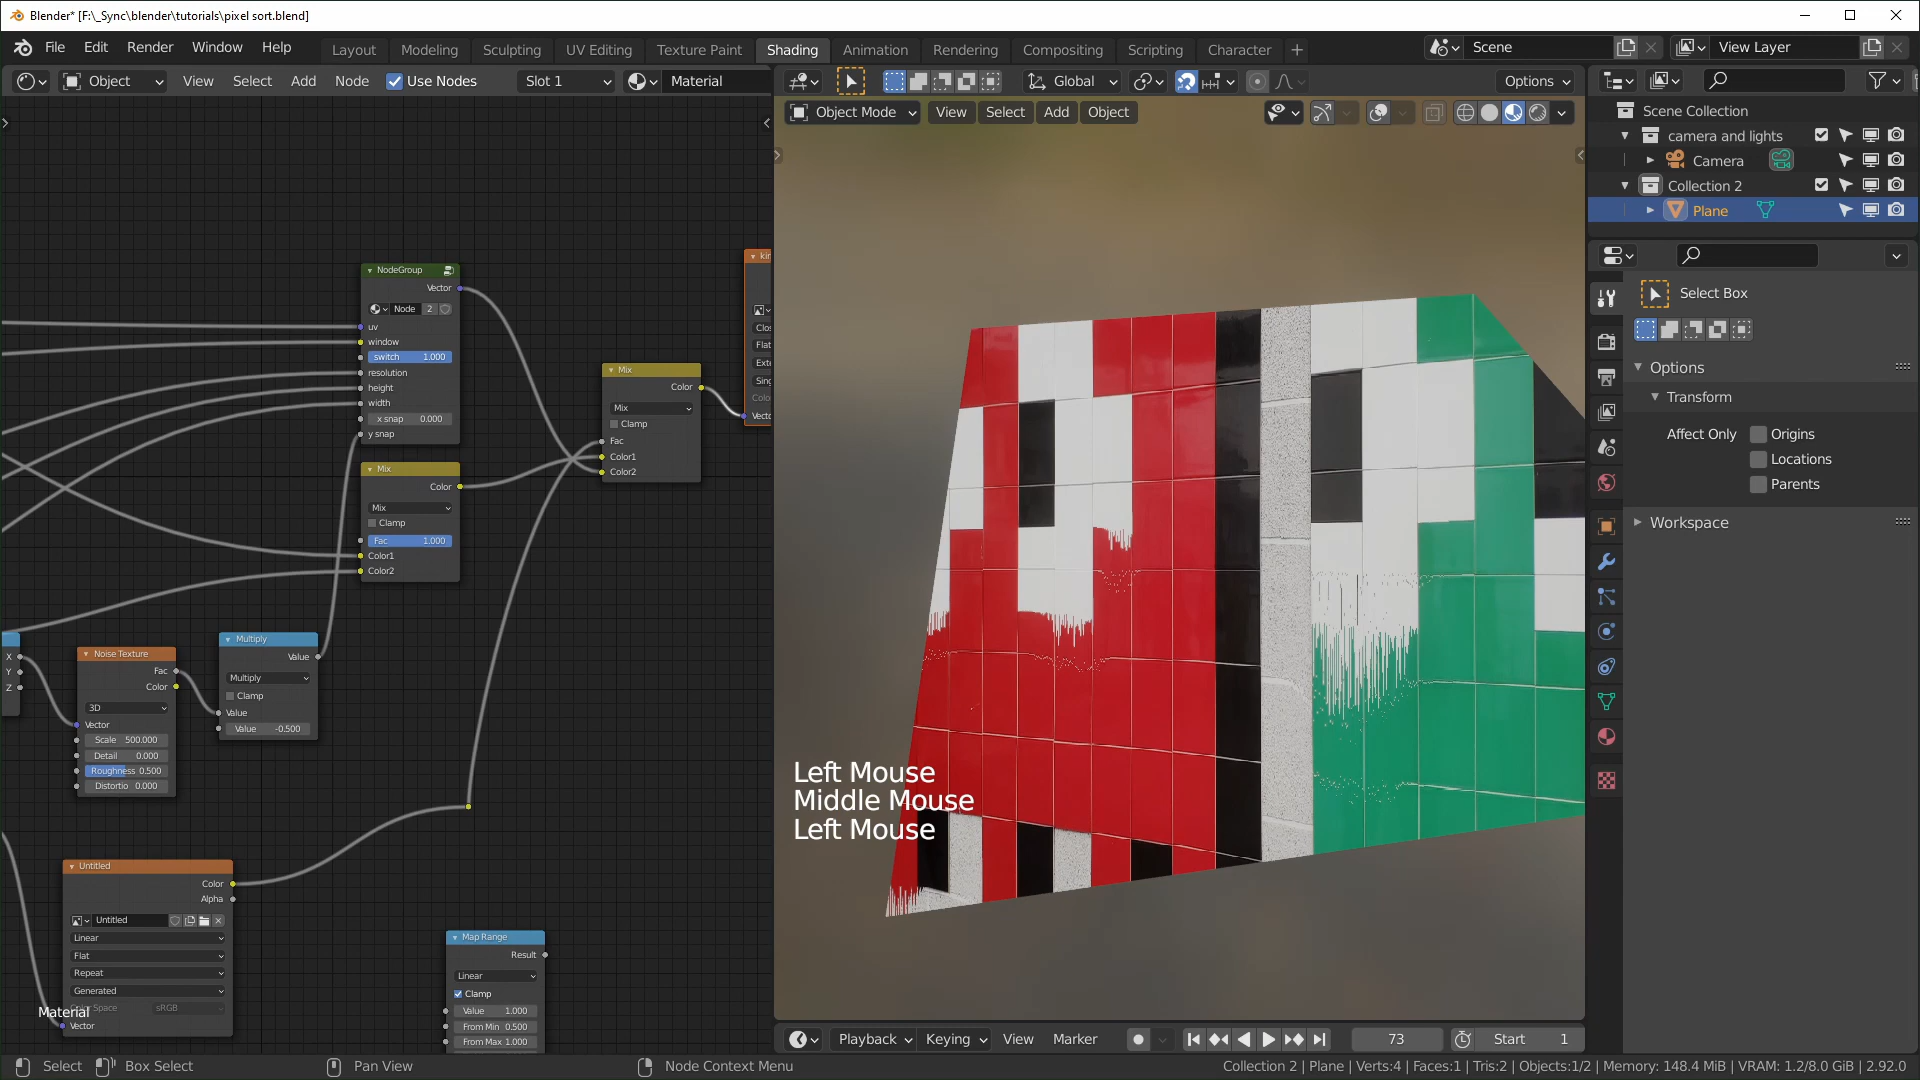 Blender* [F:\_Sync\blender\tutorials\pixel sort.blend]
File Edit Render Window Help
Layout Modeling Sculpting UV Editing Texture Paint Shading Animation Rendering Compositing Scripting Character +
Scene
View Layer
Object View Select Add Node Use Nodes Slot 1 Material
Global Options
Object Mode View Select Add Object
Scene Collection
camera and lights
Camera
Collection 2
Plane
Select Box
Options
Transform
Affect Only Origins
Locations
Parents
Workspace
NodeGroup
Vector
Node 2
uv
window
switch 1.000
resolution
height
width
x snap 0.000
y snap
Mix
Color
Mix
Clamp
Fac 1.000
Color1
Color2
Mix
Color
Mix
Clamp
Fac
Color1
Color2
X
Y
Z
Noise Texture
Fac
Color
3D
Vector
Scale 500.000
Detail 0.000
Roughness 0.500
Distortio 0.000
Multiply
Value
Multiply
Clamp
Value
Value -0.500
Untitled
Color
Alpha
Untitled
Linear
Flat
Repeat
Generated
sRGB
Material
Vector
Map Range
Result
Linear
Clamp
Value 1.000
From Min 0.500
From Max 1.000
Left Mouse
Middle Mouse
Left Mouse
Playback Keying View Marker 73 Start 1
Select Box Select Pan View Node Context Menu
Collection 2 | Plane | Verts:4 | Faces:1 | Tris:2 | Objects:1/2 | Memory: 148.4 MiB | VRAM: 1.2/8.0 GiB | 2.92.0